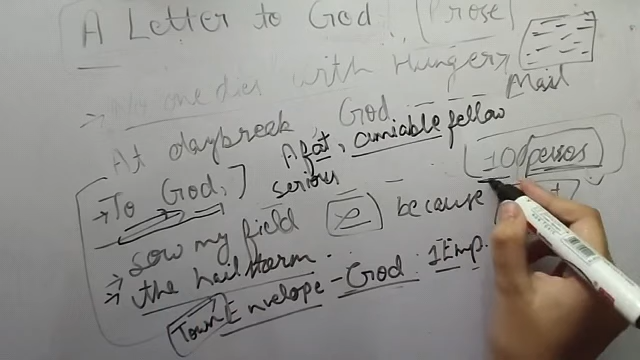 A Letter to God (Prose)
No one dies with Hunger
Mail
At daybreak God
A fat, amiable fellow
serious
100 pesos
→ To God,
sow my field because
→ the hailstorm.
Town Envelope - God : 1 Emp.